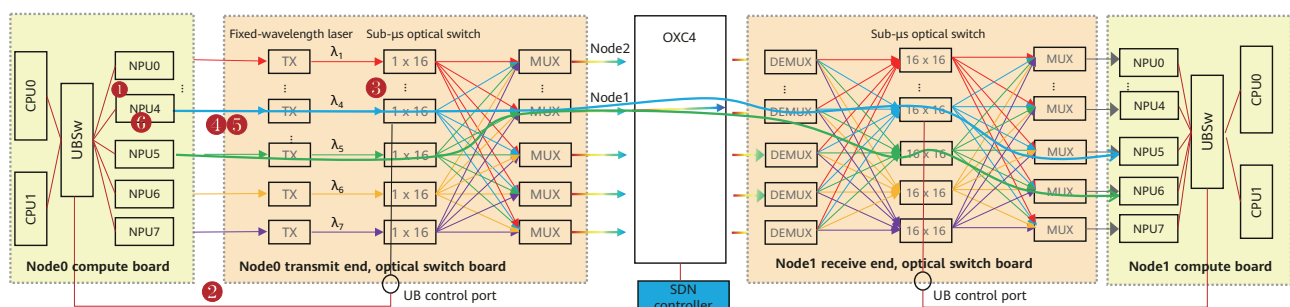 CPU0
CPU1
UBSw
NPU0
⋮
NPU4
NPU5
NPU6
NPU7
❶
❻
Node0 compute board
❷
Fixed-wavelength laser
Sub-μs optical switch
TX
λ1
1 x 16
MUX
⋮
⋮
⋮
❸
❹❺
TX
λ4
1 x 16
MUX
⋮
TX
λ5
1 x 16
MUX
TX
λ6
1 x 16
MUX
TX
λ7
1 x 16
MUX
Node0 transmit end, optical switch board
UB control port
Node2
Node1
OXC4
SDN
controller
Sub-μs optical switch
DEMUX
16 x 16
MUX
⋮
⋮
⋮
DEMUX
16 x 16
MUX
DEMUX
16 x 16
MUX
DEMUX
16 x 16
MUX
DEMUX
16 x 16
MUX
Node1 receive end, optical switch board
UB control port
NPU0
⋮
NPU4
NPU5
NPU6
NPU7
UBSw
CPU0
CPU1
Node1 compute board